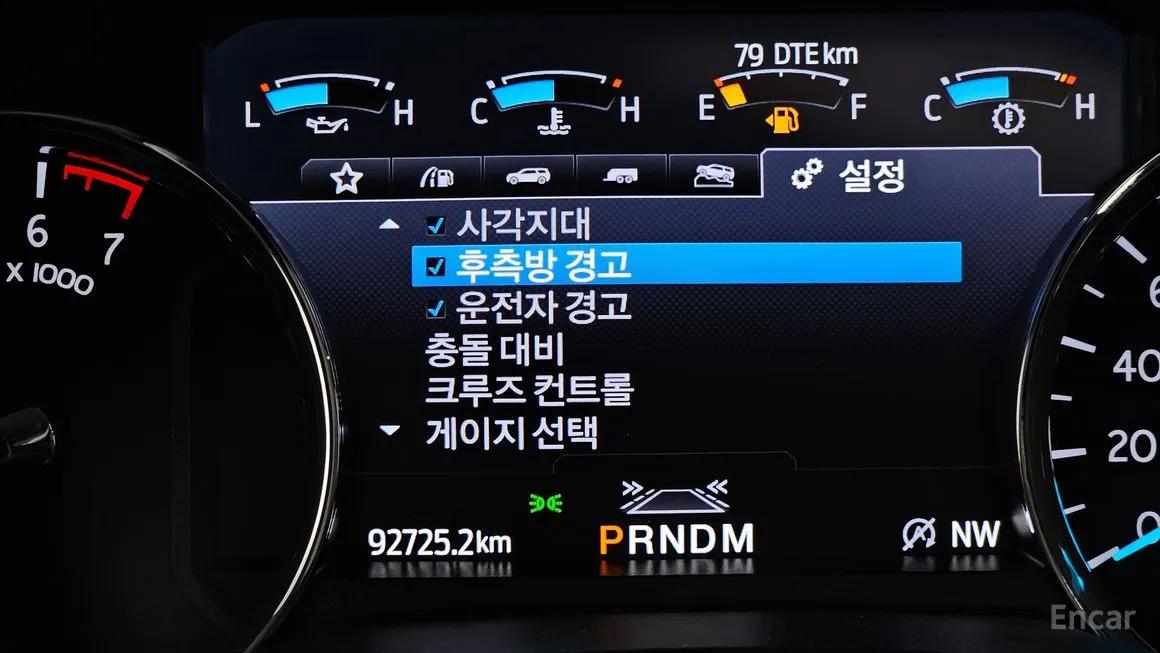 79 DTE km
L H C H E F C H
설정
사각지대
후측방 경고
운전자 경고
충돌 대비
크루즈 컨트롤
게이지 선택
92725.2km
PRNDM
NW
6
7
X 1000
40
20
0
Encar